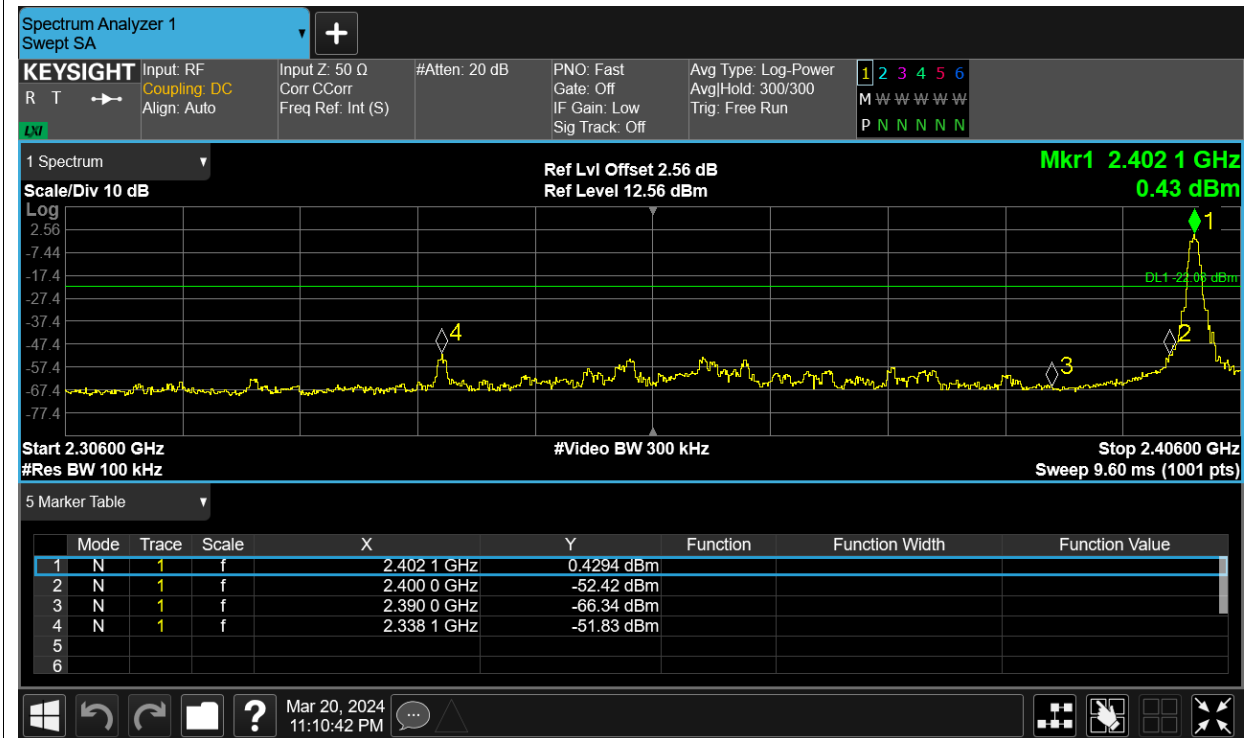 Spectrum Analyzer 1
Swept SA
+
KEYSIGHT Input: RF Input Z: 50 Ω #Atten: 20 dB PNO: Fast Avg Type: Log-Power 1 2 3 4 5 6
R T Coupling: DC Corr CCorr Gate: Off Avg|Hold: 300/300 M W W W W W
Align: Auto Freq Ref: Int (S) IF Gain: Low Trig: Free Run
LXI Sig Track: Off P N N N N N
1 Spectrum Ref Lvl Offset 2.56 dB Mkr1 2.402 1 GHz
Scale/Div 10 dB Ref Level 12.56 dBm 0.43 dBm
Log
1
2.56
-7.44
-17.4
DL1 -22.08 dBm
-27.4
-37.4
4
2
-47.4
-57.4
3
-67.4
-77.4
Start 2.30600 GHz #Video BW 300 kHz Stop 2.40600 GHz
#Res BW 100 kHz Sweep 9.60 ms (1001 pts)
5 Marker Table
Mode Trace Scale X Y Function Function Width Function Value
1 N 1 f 2.402 1 GHz 0.4294 dBm
2 N 1 f 2.400 0 GHz -52.42 dBm
3 N 1 f 2.390 0 GHz -66.34 dBm
4 N 1 f 2.338 1 GHz -51.83 dBm
5
6
? Mar 20, 2024
11:10:42 PM